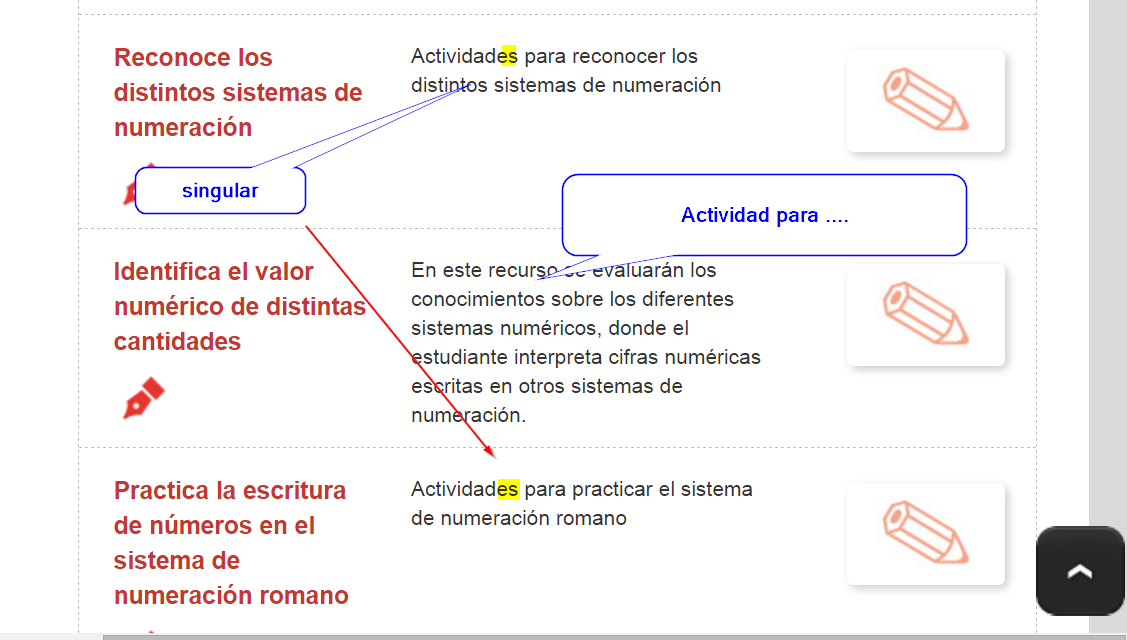 Reconoce los
distintos sistemas de
numeración
Actividades para reconocer los
distintos sistemas de numeración
singular
Actividad para ....
Identifica el valor
numérico de distintas
cantidades
En este recurso se evaluarán los
conocimientos sobre los diferentes
sistemas numéricos, donde el
estudiante interpreta cifras numéricas
escritas en otros sistemas de
numeración.
Practica la escritura
de números en el
sistema de
numeración romano
Actividades para practicar el sistema
de numeración romano